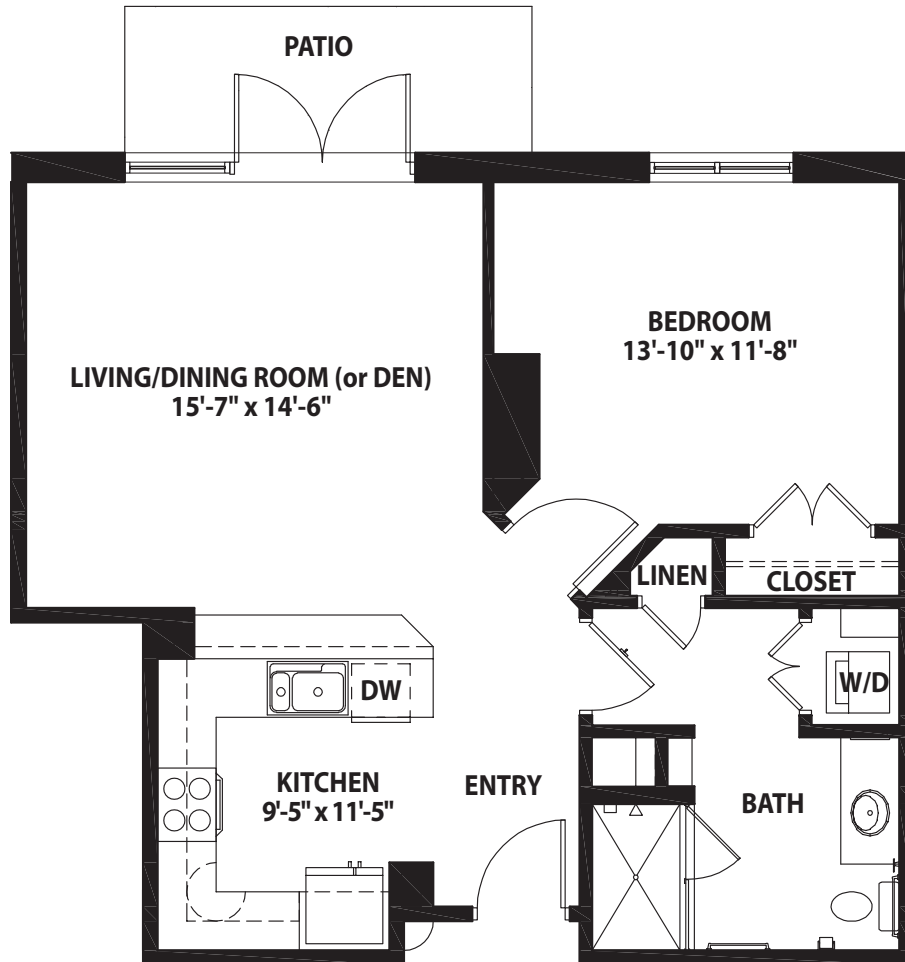 PATIO
BEDROOM
13'-10" x 11'-8"
LIVING/DINING ROOM (or DEN)
15'-7" x 14'-6"
LINEN
CLOSET
DW
W/D
KITCHEN
9'-5" x 11'-5"
ENTRY
BATH